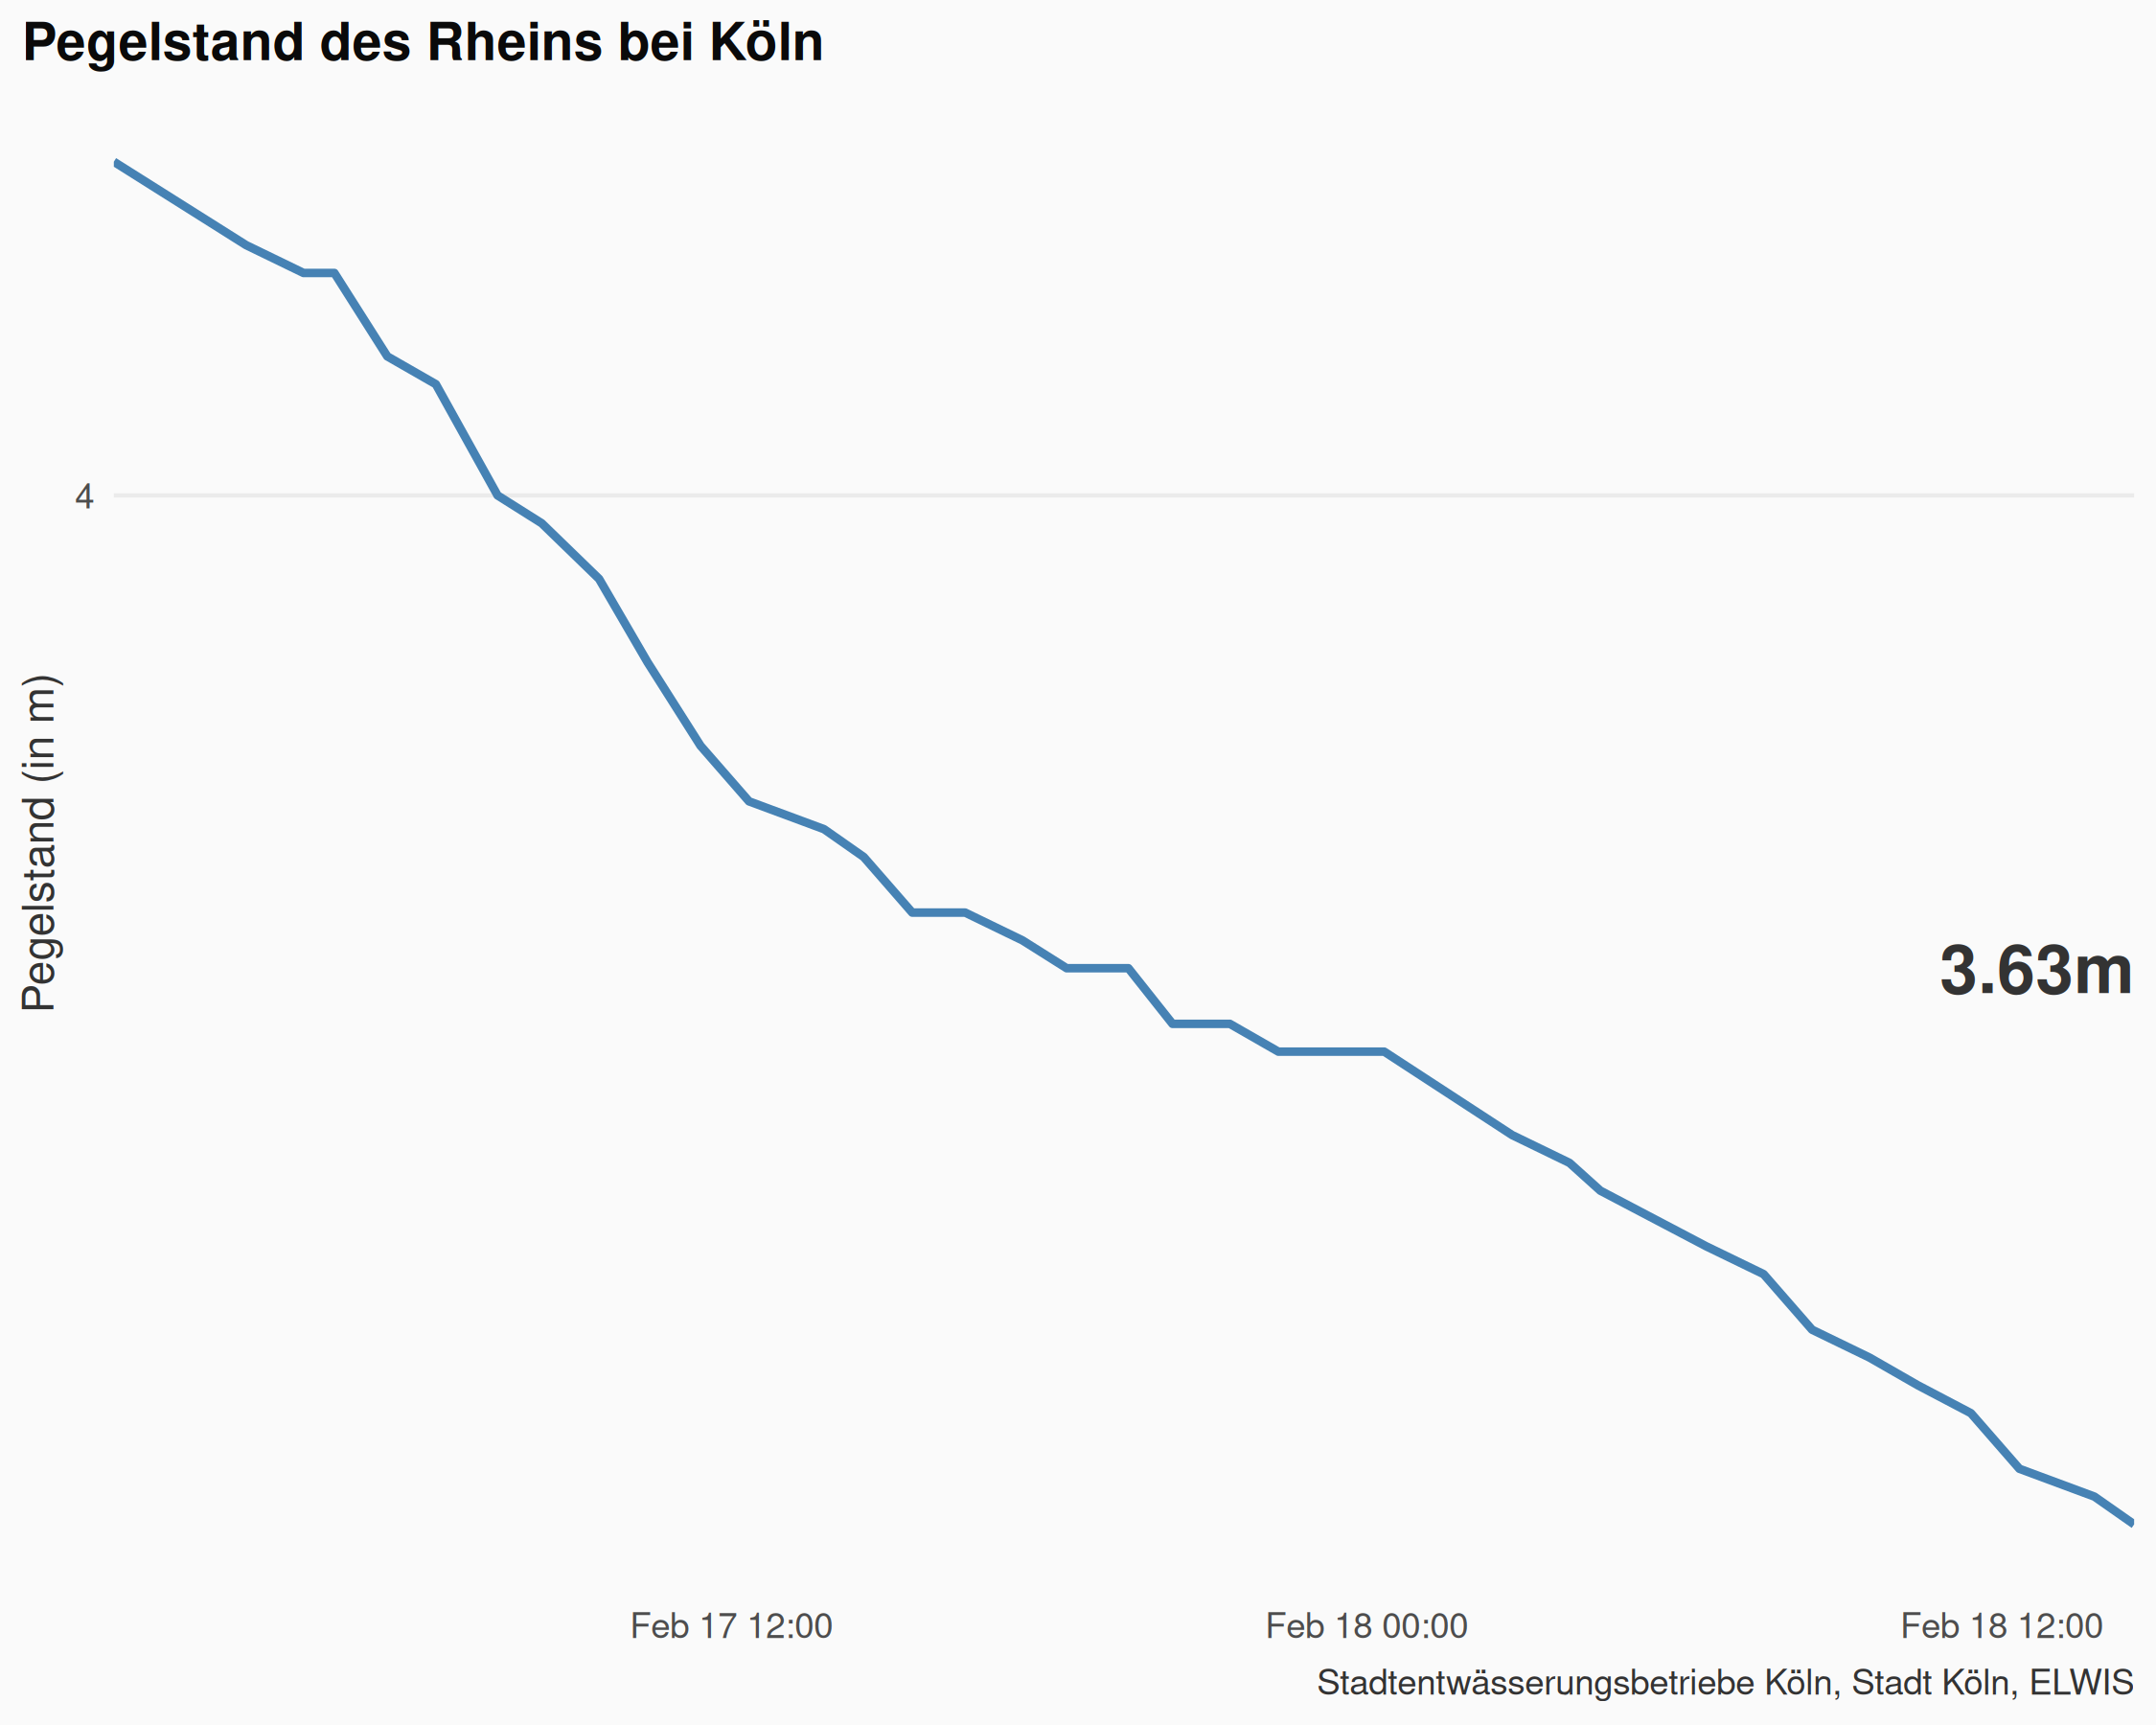 Pegelstand des Rheins bei Köln
4
Pegelstand (in m)
3.63m
Feb 17 12:00
Feb 18 00:00
Feb 18 12:00
Stadtentwässerungsbetriebe Köln, Stadt Köln, ELWIS